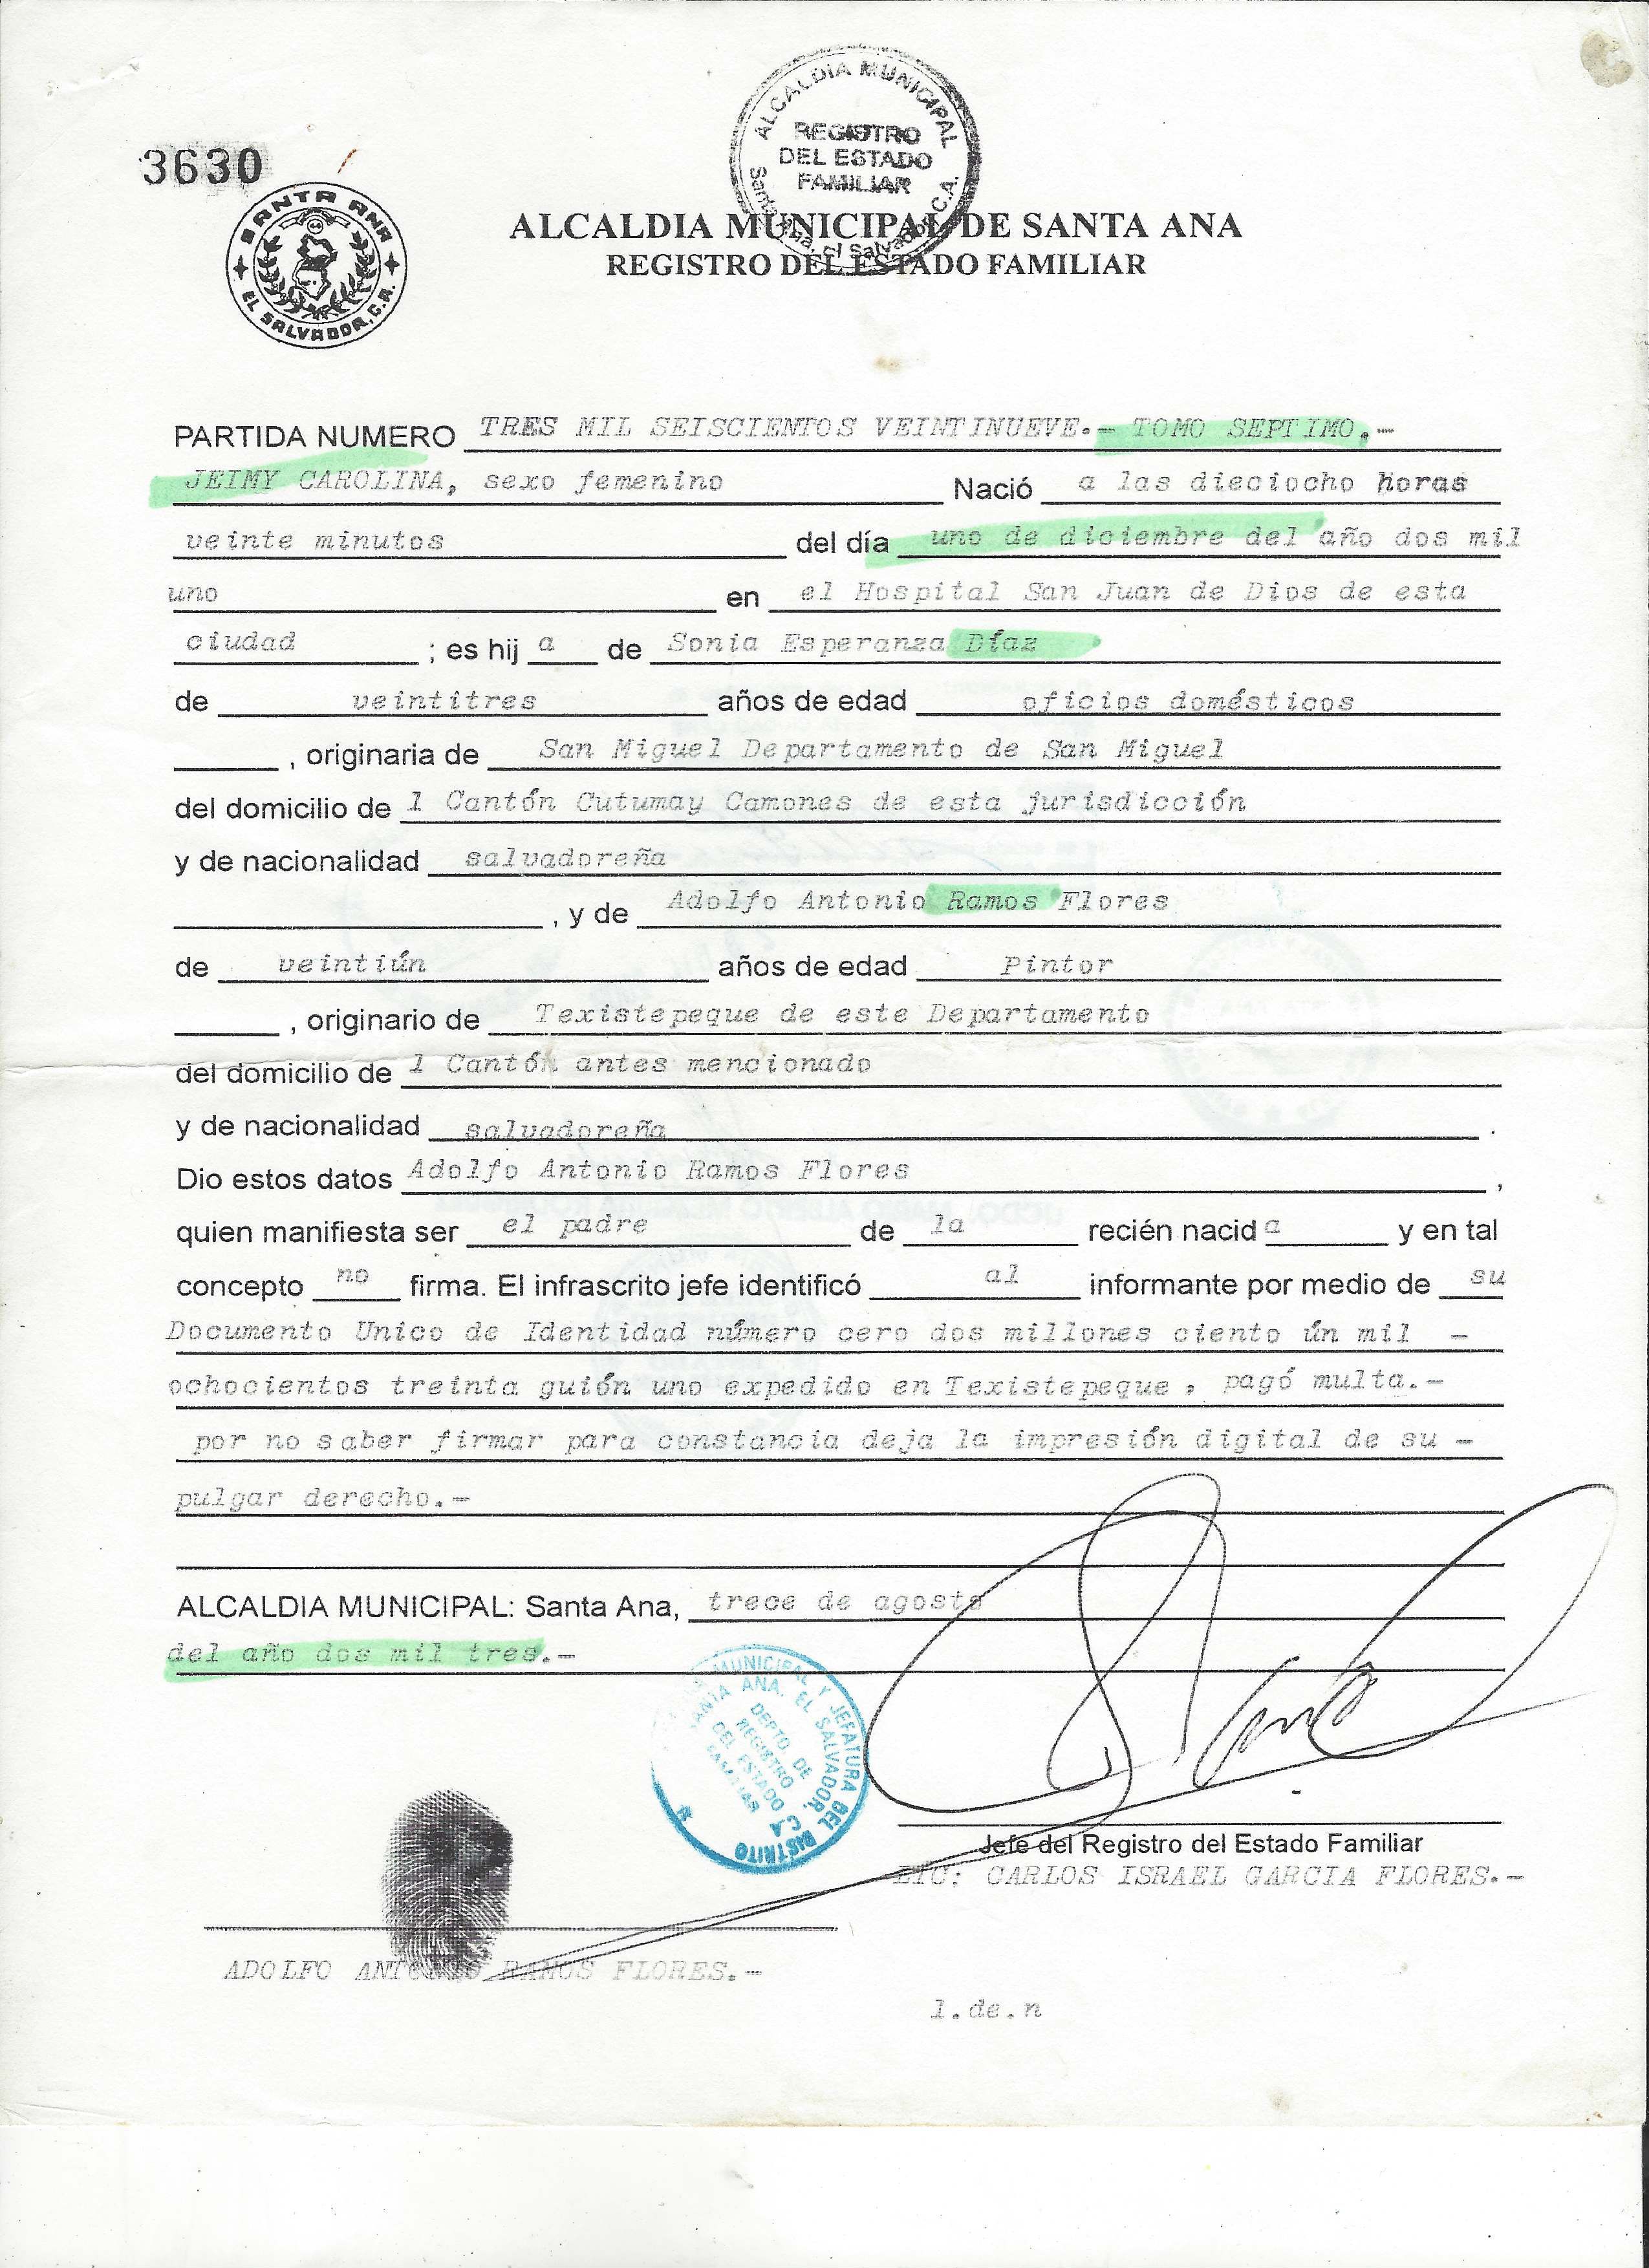 ALCALDIA MUNICIPAL
REGISTRO
DEL ESTADO
FAMILIAR
Santa Ana, el Salvador, C.A.
3630
SANTA ANA
EL SALVADOR, C.A.
ALCALDIA MUNICIPAL DE SANTA ANA
REGISTRO DEL ESTADO FAMILIAR
PARTIDA NUMERO TRES MIL SEISCIENTOS VEINTINUEVE.- TOMO SEPTIMO.-
JEIMY CAROLINA, sexo femenino Nació a las dieciocho horas
veinte minutos del día uno de diciembre del año dos mil
uno en el Hospital San Juan de Dios de esta
ciudad ; es hij a de Sonia Esperanza Díaz
de veintitres años de edad oficios domésticos
, originaria de San Miguel Departamento de San Miguel
del domicilio de l Cantón Cutumay Camones de esta jurisdicción
y de nacionalidad salvadoreña
, y de Adolfo Antonio Ramos Flores
de veintiún años de edad Pintor
, originario de Texistepeque de este Departamento
del domicilio de l Cantón antes mencionado
y de nacionalidad salvadoreña .
Dio estos datos Adolfo Antonio Ramos Flores ,
quien manifiesta ser el padre de la recién nacid a y en tal
concepto no firma. El infrascrito jefe identificó al informante por medio de su
Documento Unico de Identidad número cero dos millones ciento ún mil -
ochocientos treinta guión uno expedido en Texistepeque , pagó multa.-
por no saber firmar para constancia deja la impresión digital de su -
pulgar derecho.-
ALCALDIA MUNICIPAL: Santa Ana, trece de agosto
del año dos mil tres.-
MUNICIPAL Y JEFATURA DEL DISTRITO
SANTA ANA. EL SALVADOR, C.A.
DEPTO. DE
REGISTRO
DEL ESTADO
FAMILIAR
Jefe del Registro del Estado Familiar
LIC: CARLOS ISRAEL GARCIA FLORES.-
ADOLFO ANTONIO RAMOS FLORES.-
l.de.n